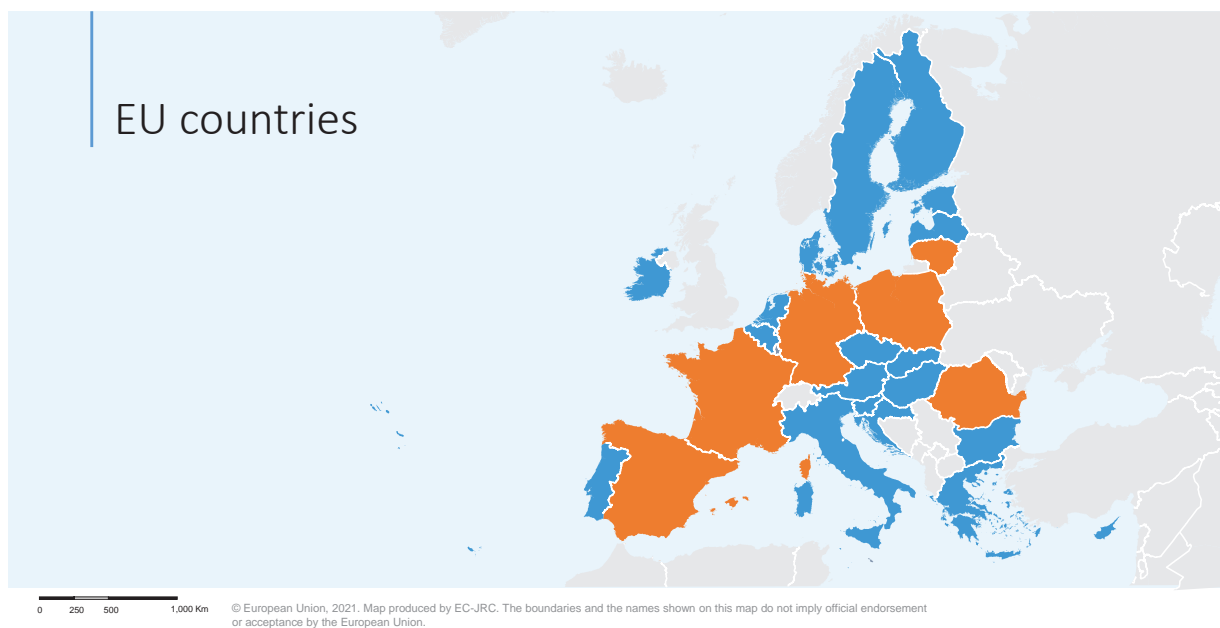 EU countries
0 250 500 1,000 Km
© European Union, 2021. Map produced by EC-JRC. The boundaries and the names shown on this map do not imply official endorsement
or acceptance by the European Union.